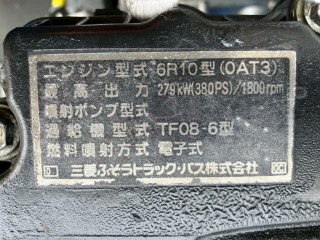 エンジン型式 6R10型(0AT3)
最高出力 279kW(380PS)/1800rpm
噴射ポンプ型式
過給機型式 TF08-6型
燃料噴射方式 電子式
三菱ふそうトラック・バス株式会社